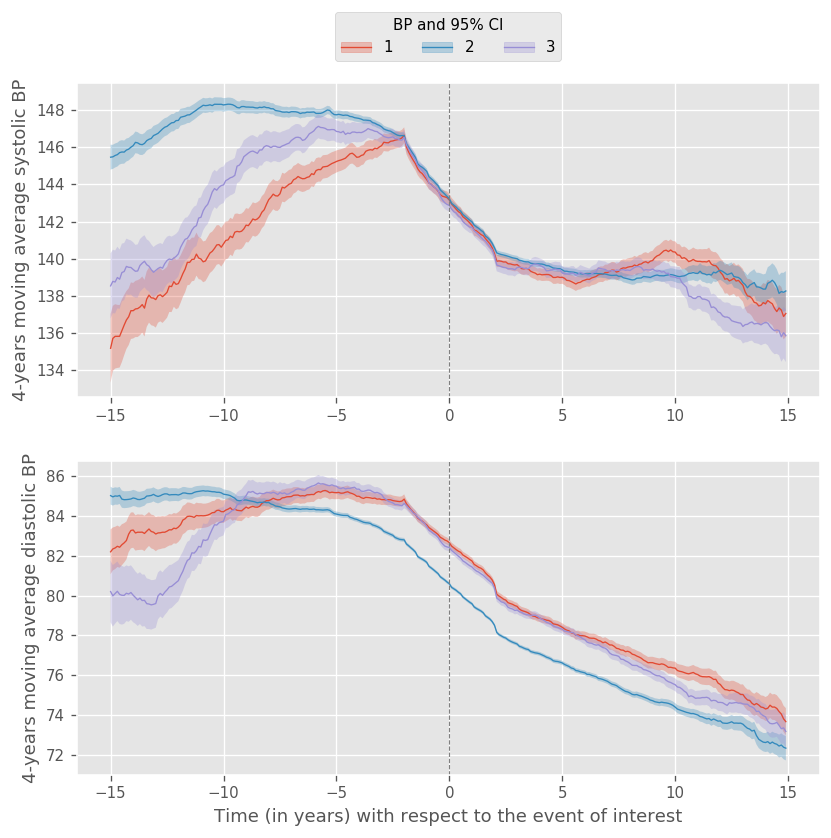 BP and 95% CI
1 2 3
4-years moving average systolic BP
148
146
144
142
140
138
136
134
−15 −10 −5 0 5 10 15
4-years moving average diastolic BP
86
84
82
80
78
76
74
72
−15 −10 −5 0 5 10 15
Time (in years) with respect to the event of interest